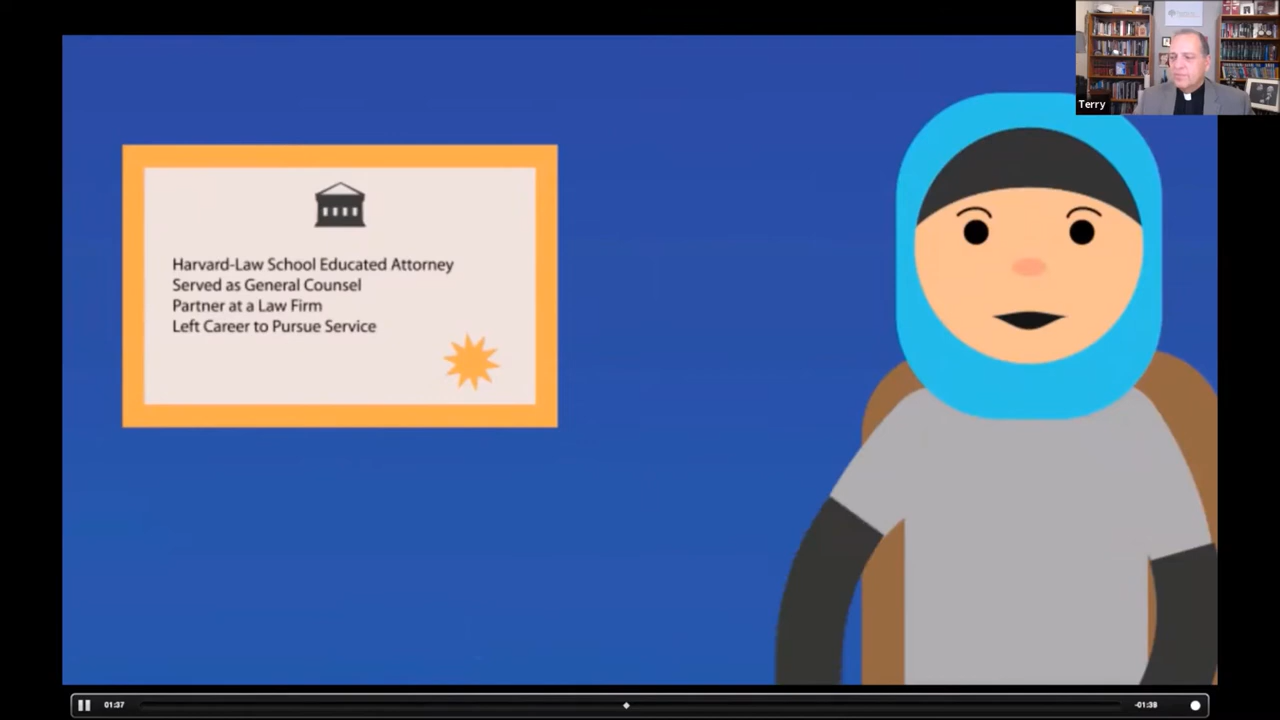 Terry
Harvard-Law School Educated Attorney
Served as General Counsel
Partner at a Law Firm
Left Career to Pursue Service
01:37
-01:38